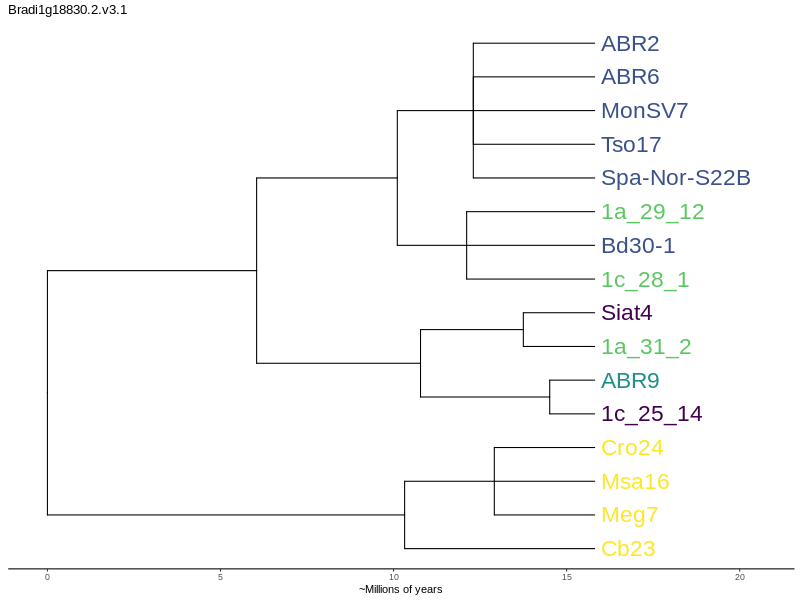 Bradi1g18830.2.v3.1
ABR2
ABR6
MonSV7
Tso17
Spa-Nor-S22B
1a_29_12
Bd30-1
1c_28_1
Siat4
1a_31_2
ABR9
1c_25_14
Cro24
Msa16
Meg7
Cb23
0 5 10 15 20
~Millions of years